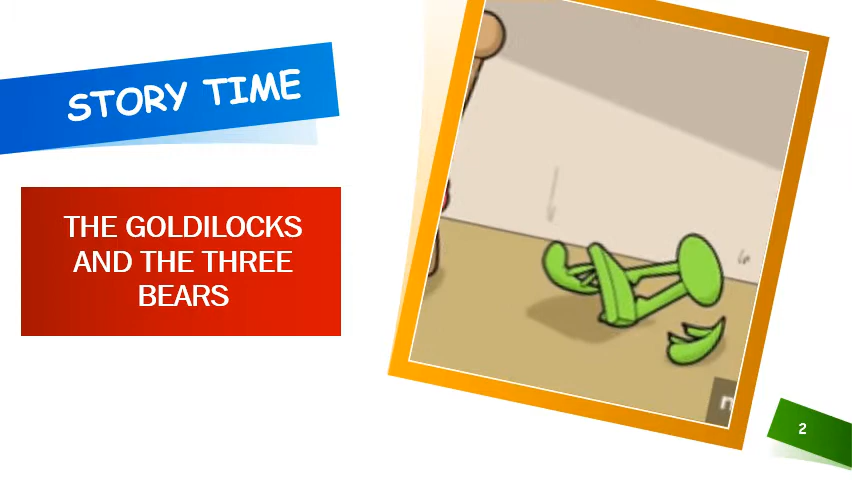 STORY TIME
THE GOLDILOCKS
AND THE THREE
BEARS
2